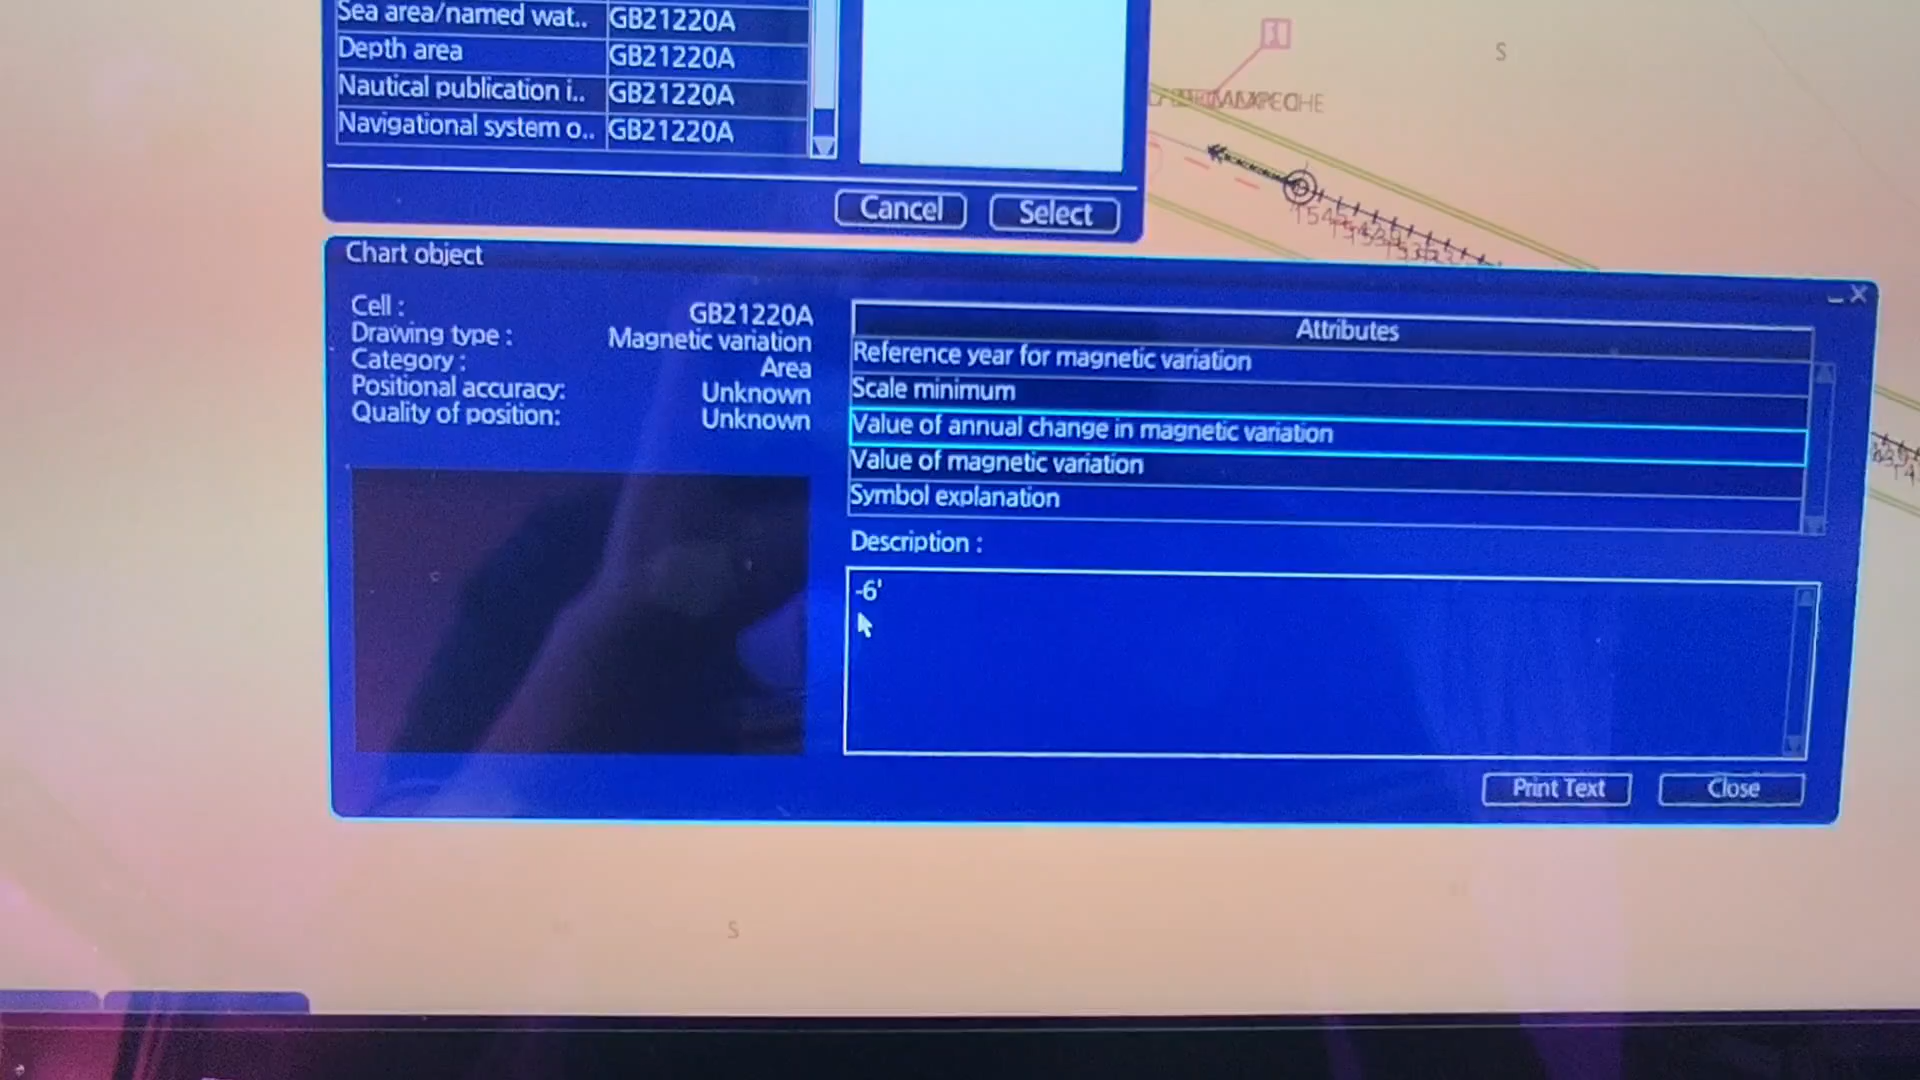 Sea area/named wat.. GB21220A
Depth area GB21220A
Nautical publication i.. GB21220A
Navigational system o.. GB21220A
Cancel Select
1
S
Chart object
Cell : GB21220A
Drawing type : Magnetic variation
Category : Area
Positional accuracy: Unknown
Quality of position: Unknown
Attributes
Reference year for magnetic variation
Scale minimum
Value of annual change in magnetic variation
Value of magnetic variation
Symbol explanation
Description :
-6'
Print Text Close
S